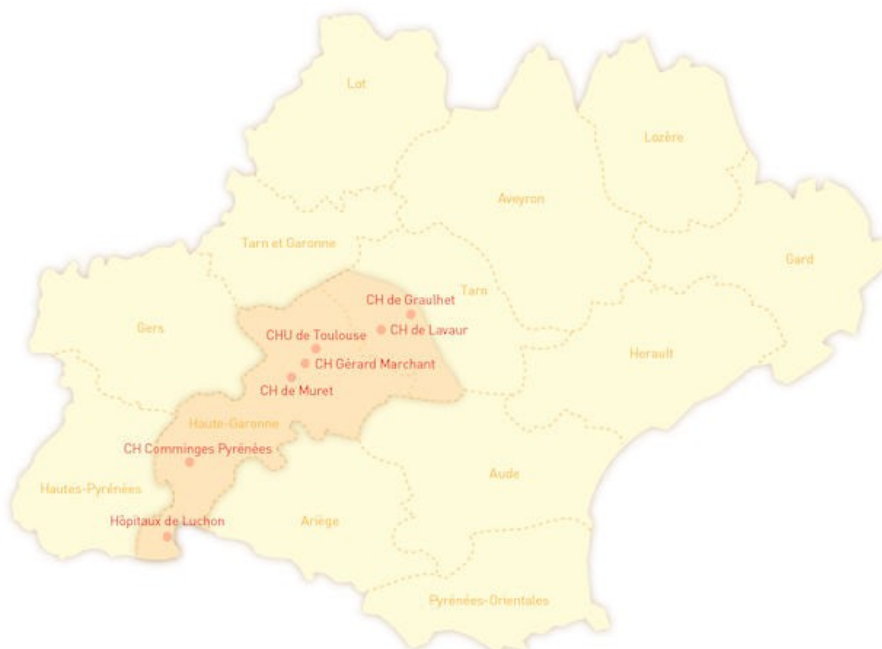 Lot
Lozère
Aveyron
Tarn et Garonne
Gard
Tarn
CH de Graulhet
Gers
CHU de Toulouse
CH de Lavaur
Herault
CH Gérard Marchant
CH de Muret
Haute-Garonne
CH Comminges Pyrénées
Aude
Hautes-Pyrénées
Hôpitaux de Luchon
Ariège
Pyrénées-Orientales